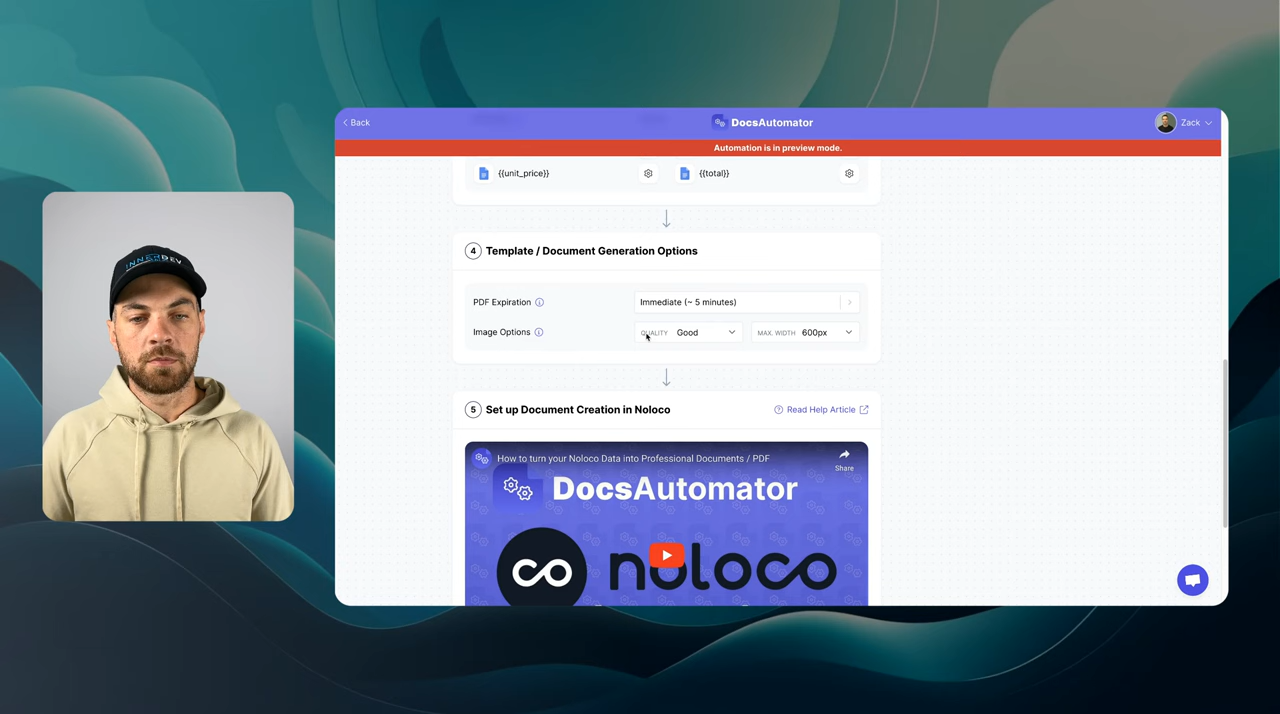 Back
DocsAutomator
Zack
Automation is in preview mode.
{{unit_price}}
{{total}}
4 Template / Document Generation Options
PDF Expiration
Immediate (~ 5 minutes)
Image Options
QUALITY Good
MAX. WIDTH 600px
5 Set up Document Creation in Noloco
Read Help Article
How to turn your Noloco Data into Professional Documents / PDF
Share
DocsAutomator
noloco
INNERDEV